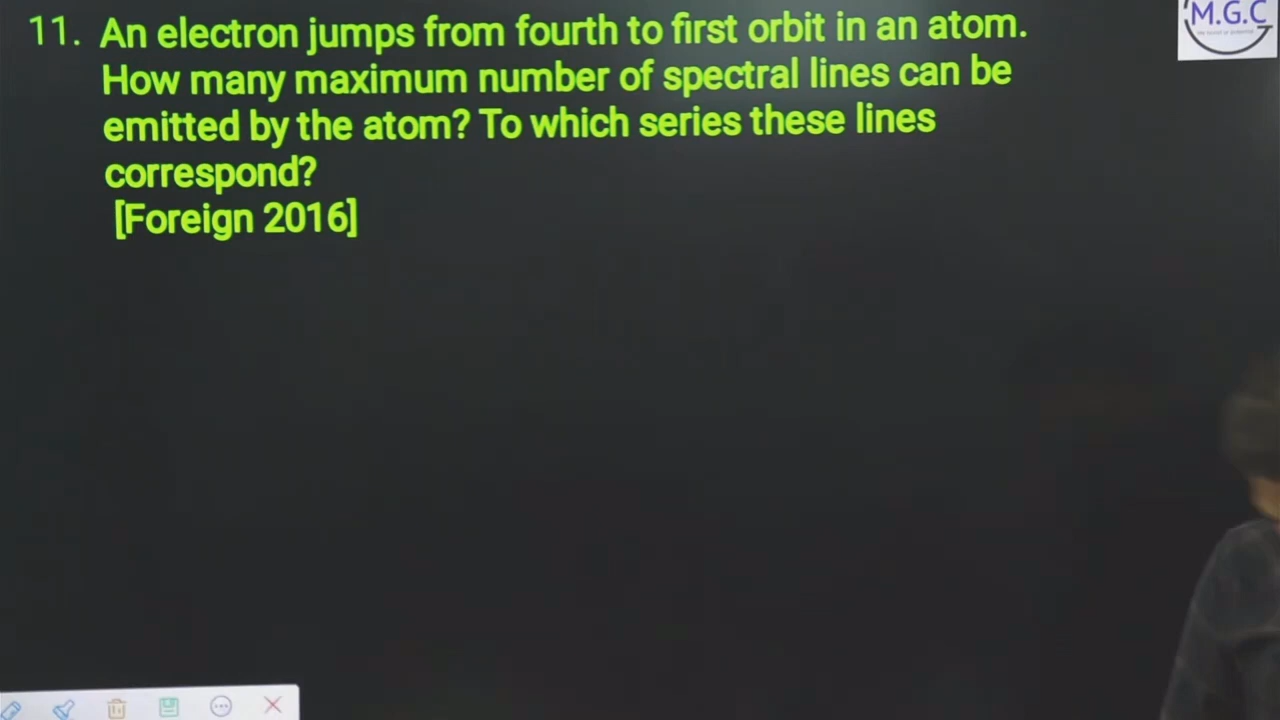 M.G.C
11. An electron jumps from fourth to first orbit in an atom.
How many maximum number of spectral lines can be
emitted by the atom? To which series these lines
correspond?
[Foreign 2016]